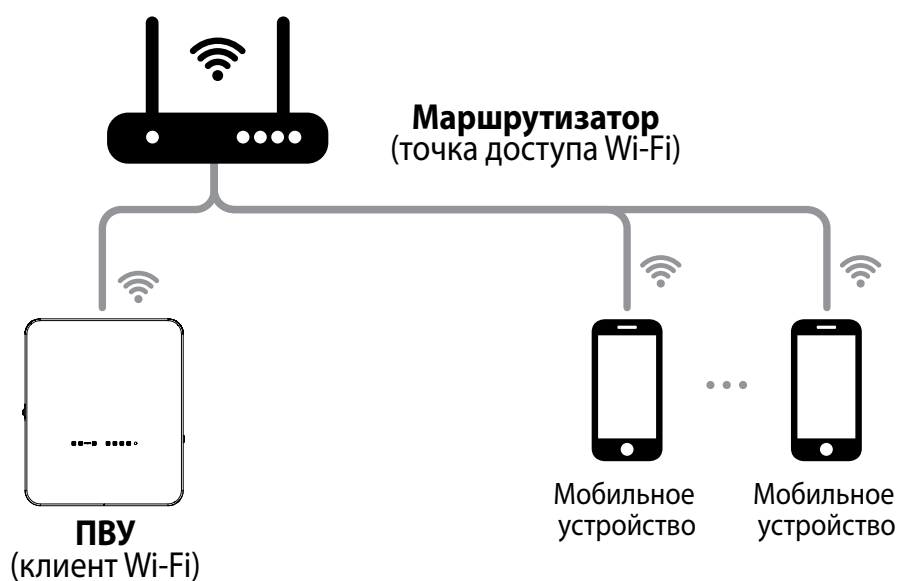 Маршрутизатор
(точка доступа Wi-Fi)
Мобильное
устройство
Мобильное
устройство
ПВУ
(клиент Wi-Fi)